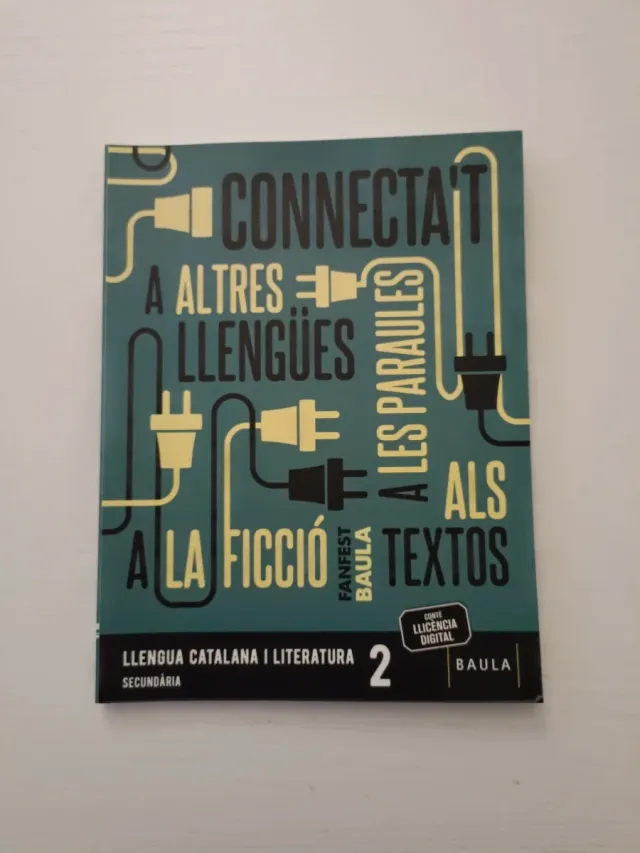 CONNECTA'T
A ALTRES
LLENGÜES
A LES PARAULES
ALS
TEXTOS
A LA FICCIÓ
FANFEST
BAULA
CONTÉ
LLICÈNCIA
DIGITAL
LLENGUA CATALANA I LITERATURA 2
SECUNDÀRIA
BAULA